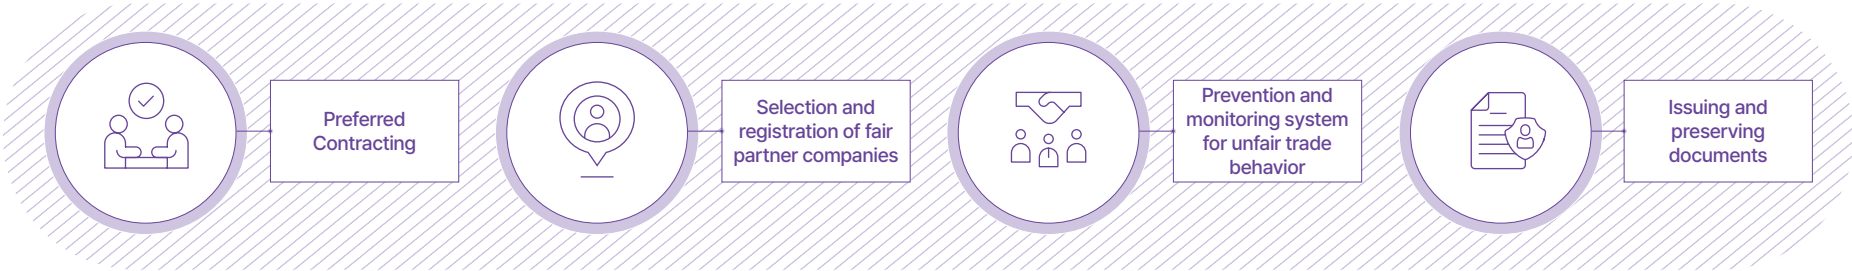 Preferred
Contracting
Selection and
registration of fair
partner companies
Prevention and
monitoring system
for unfair trade
behavior
Issuing and
preserving
documents